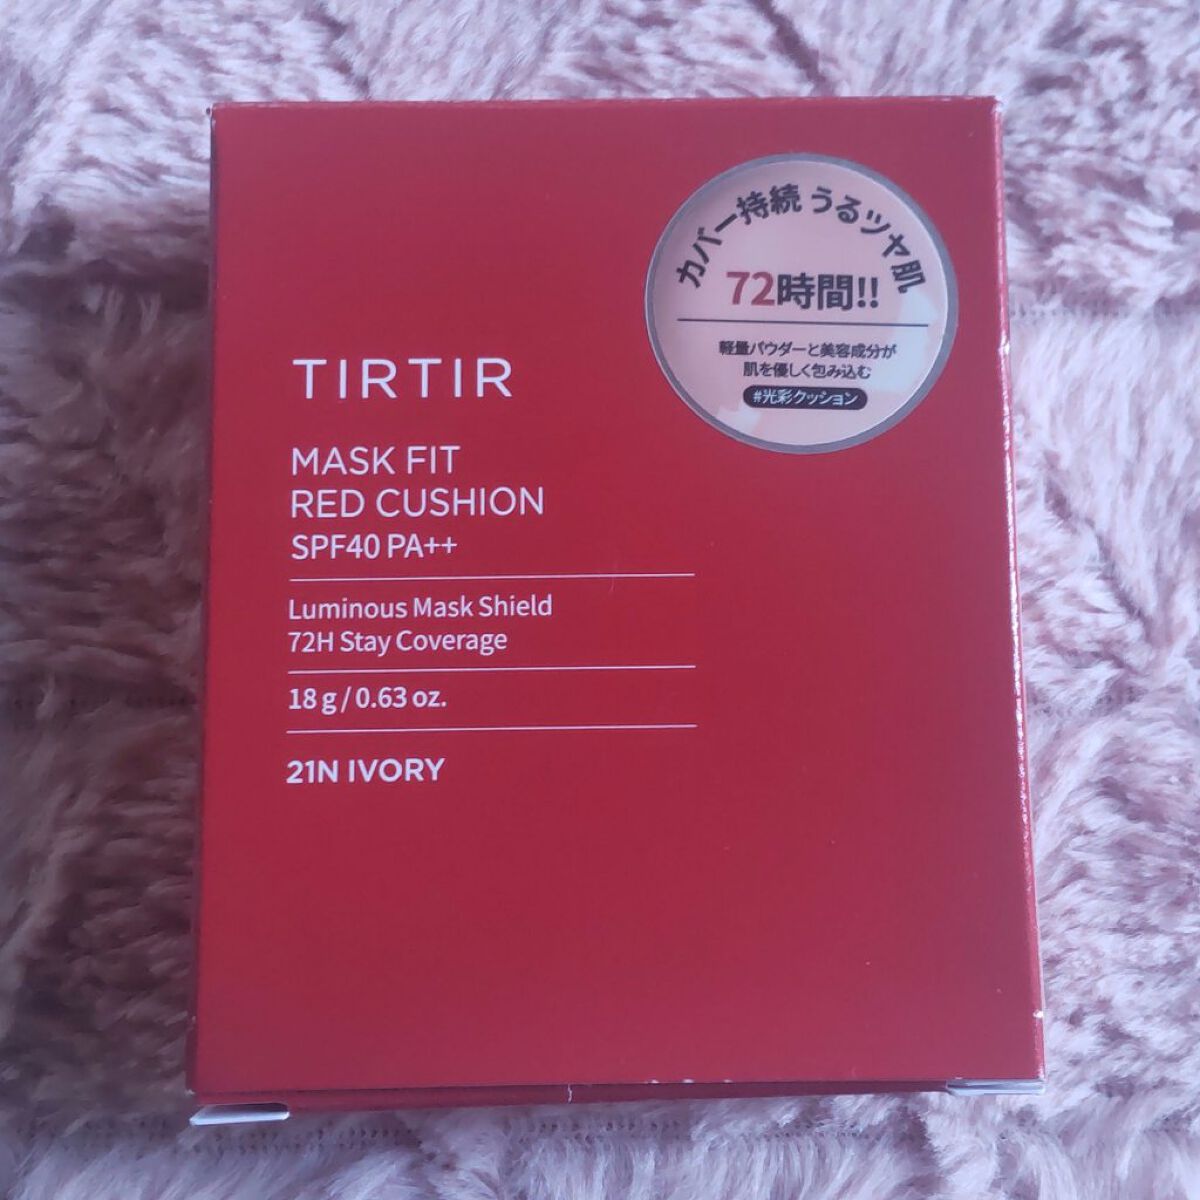 カバー持続 うるツヤ肌
72時間!!
軽量パウダーと美容成分が
肌を優しく包み込む
#光彩クッション
TIRTIR
MASK FIT
RED CUSHION
SPF40 PA++
Luminous Mask Shield
72H Stay Coverage
18 g / 0.63 oz.
21N IVORY